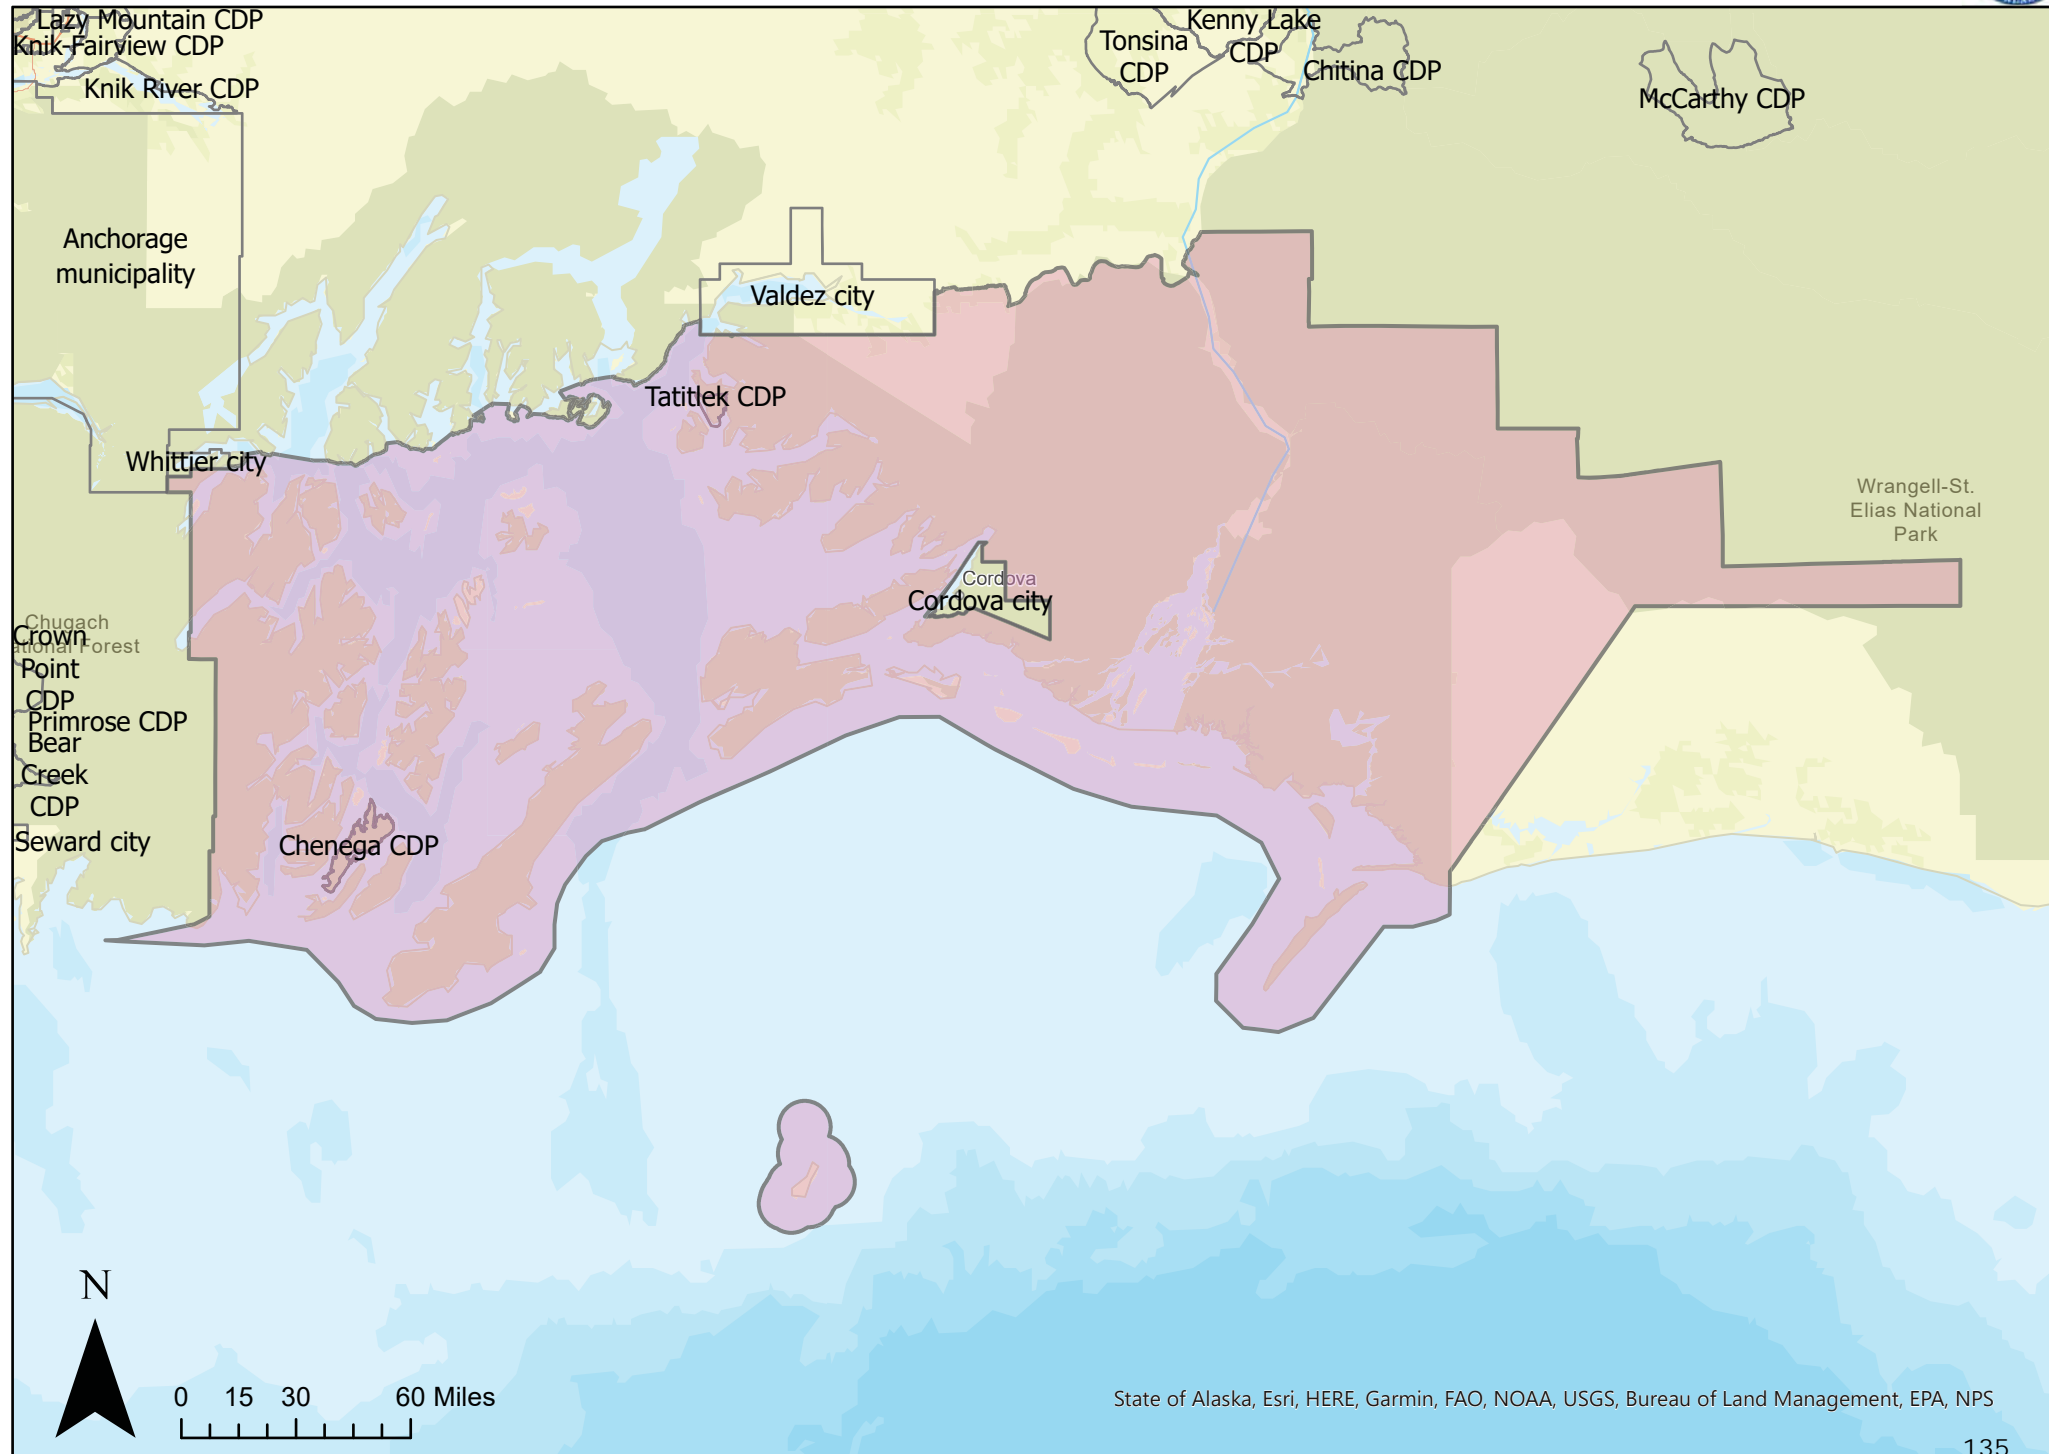 Lazy Mountain CDP
Knik-Fairview CDP
Knik River CDP
Kenny Lake
CDP
Tonsina
CDP
Chitina CDP
McCarthy CDP
Anchorage
municipality
Valdez city
Tatitlek CDP
Whittier city
Wrangell-St.
Elias National
Park
Cordova
Cordova city
Chugach
ational Forest
Crown
Point
CDP
Primrose CDP
Bear
Creek
CDP
Seward city
Chenega CDP
N
0 15 30 60 Miles
State of Alaska, Esri, HERE, Garmin, FAO, NOAA, USGS, Bureau of Land Management, EPA, NPS
135